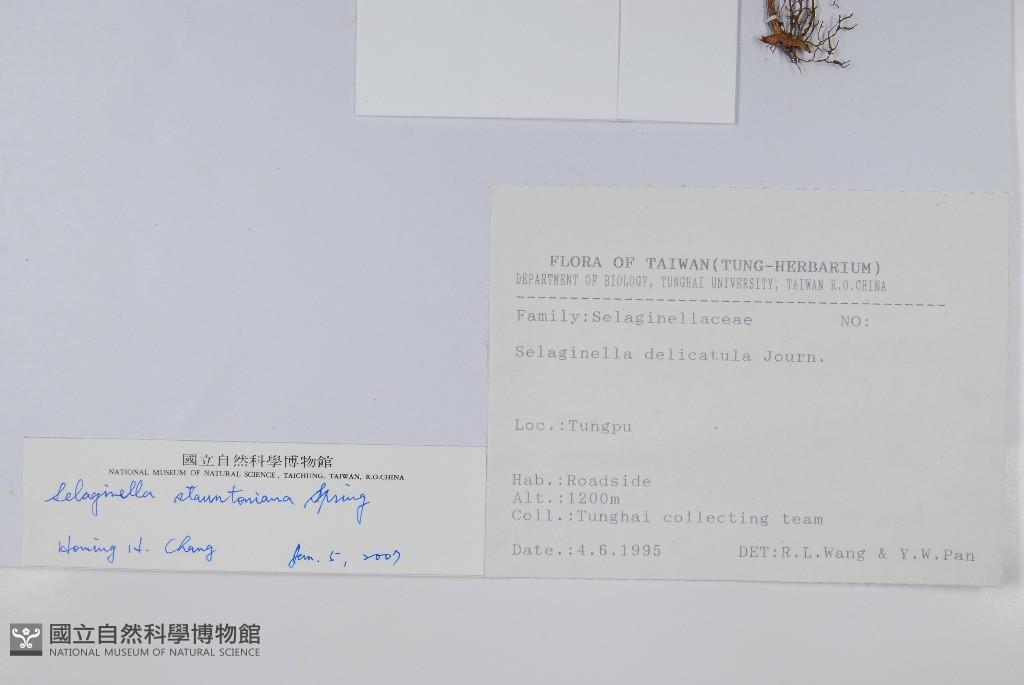 FLORA OF TAIWAN(TUNG-HERBARIUM)
DEPARTMENT OF BIOLOGY, TUNGHAI UNIVERSITY, TAIWAN R.O.CHINA
Family:Selaginellaceae NO:
Selaginella delicatula Journ.
Loc.:Tungpu
Hab.:Roadside
Alt.:1200m
Coll.:Tunghai collecting team
Date.:4.6.1995 DET:R.L.Wang & Y.W.Pan
國立自然科學博物館
NATIONAL MUSEUM OF NATURAL SCIENCE, TAICHUNG, TAIWAN, R.O.CHINA
Selaginella stauntoniana Spring
Homing H. Chang Jan. 5, 2007
國立自然科學博物館
NATIONAL MUSEUM OF NATURAL SCIENCE